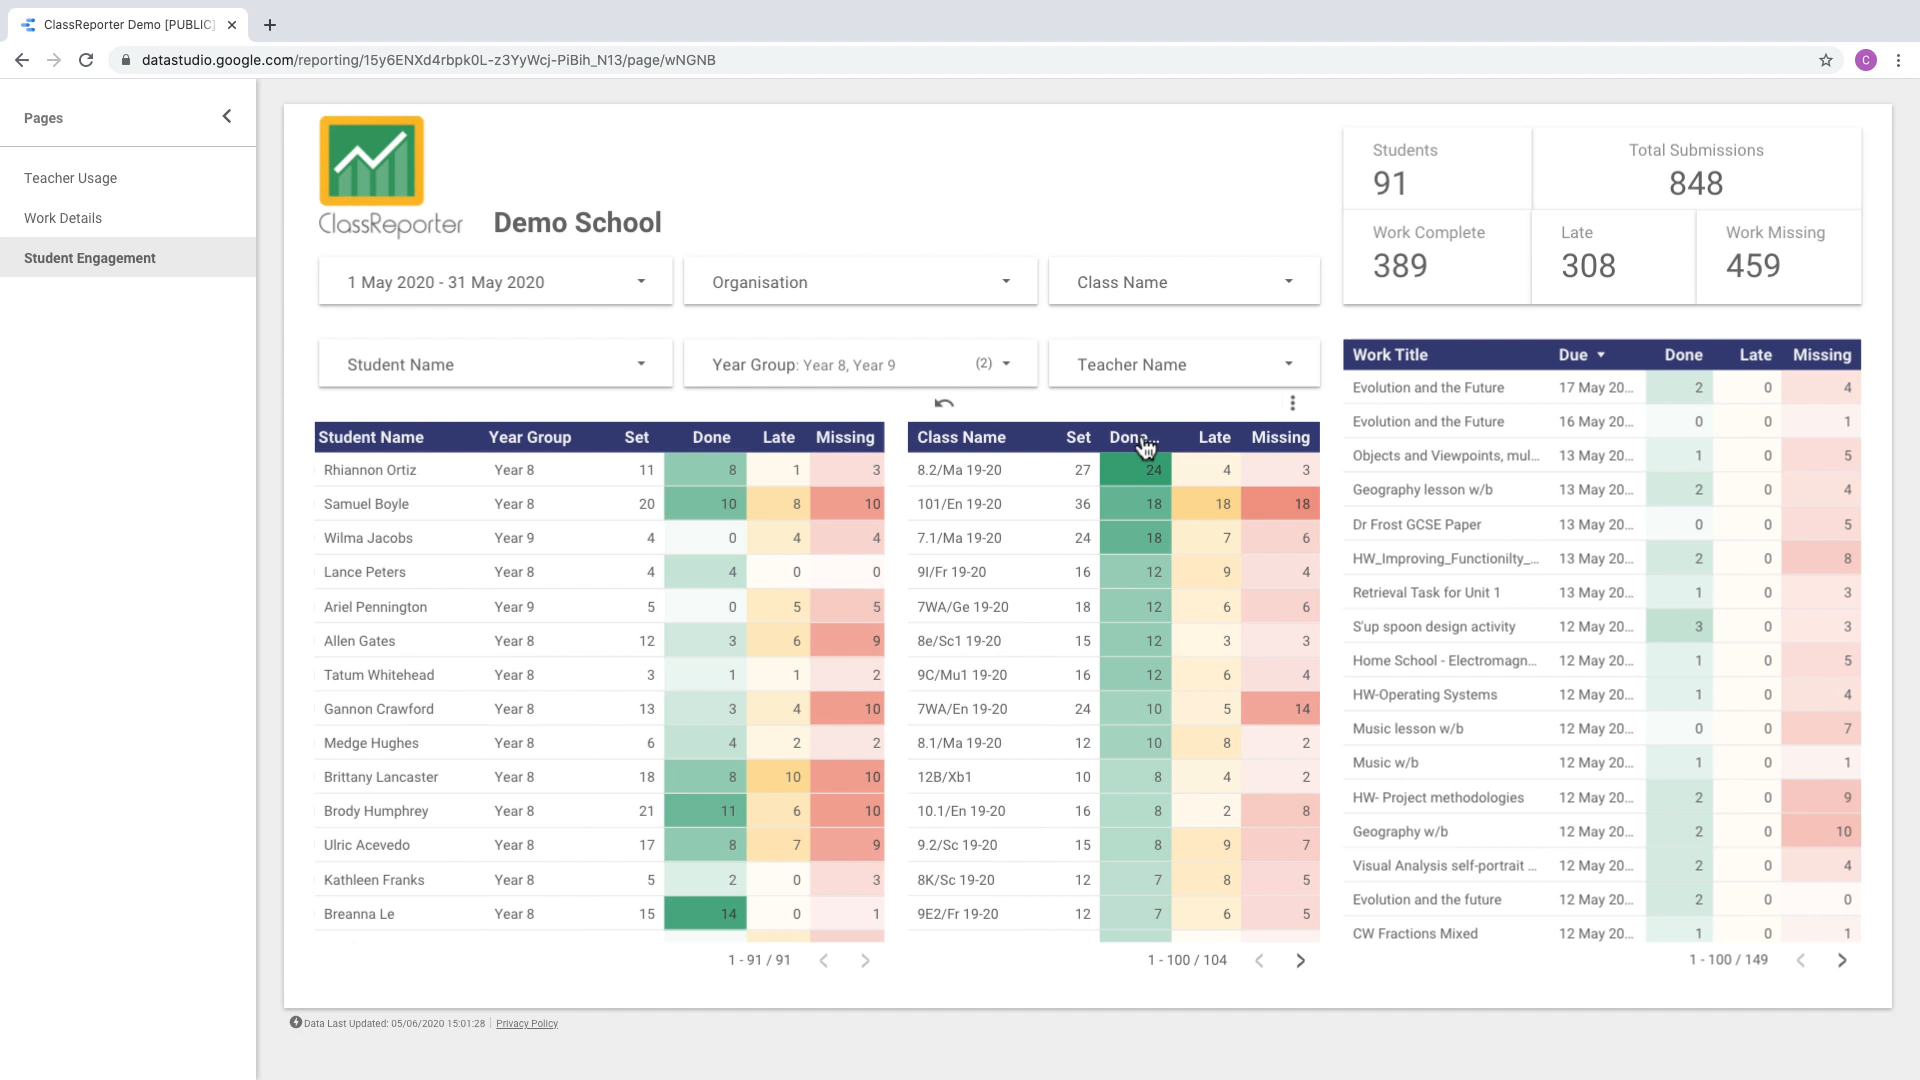 ClassReporter Demo [PUBLIC]
datastudio.google.com/reporting/15y6ENXd4rbpk0L-z3YyWcj-PiBih_N13/page/wNGNB
C
Pages
Teacher Usage
Work Details
Student Engagement
ClassReporter
Demo School
Students
91
Total Submissions
848
Work Complete
389
Late
308
Work Missing
459
1 May 2020 - 31 May 2020
Organisation
Class Name
Student Name
Year Group: Year 8, Year 9 (2)
Teacher Name
Student Name Year Group Set Done Late Missing
Rhiannon Ortiz Year 8 11 8 1 3
Samuel Boyle Year 8 20 10 8 10
Wilma Jacobs Year 9 4 0 4 4
Lance Peters Year 8 4 4 0 0
Ariel Pennington Year 9 5 0 5 5
Allen Gates Year 8 12 3 6 9
Tatum Whitehead Year 8 3 1 1 2
Gannon Crawford Year 8 13 3 4 10
Medge Hughes Year 8 6 4 2 2
Brittany Lancaster Year 8 18 8 10 10
Brody Humphrey Year 8 21 11 6 10
Ulric Acevedo Year 8 17 8 7 9
Kathleen Franks Year 8 5 2 0 3
Breanna Le Year 8 15 14 0 1
1 - 91 / 91
Class Name Set Done... Late Missing
8.2/Ma 19-20 27 24 4 3
101/En 19-20 36 18 18 18
7.1/Ma 19-20 24 18 7 6
9I/Fr 19-20 16 12 9 4
7WA/Ge 19-20 18 12 6 6
8e/Sc1 19-20 15 12 3 3
9C/Mu1 19-20 16 12 6 4
7WA/En 19-20 24 10 5 14
8.1/Ma 19-20 12 10 8 2
12B/Xb1 10 8 4 2
10.1/En 19-20 16 8 2 8
9.2/Sc 19-20 15 8 9 7
8K/Sc 19-20 12 7 8 5
9E2/Fr 19-20 12 7 6 5
1 - 100 / 104
Work Title Due Done Late Missing
Evolution and the Future 17 May 20... 2 0 4
Evolution and the Future 16 May 20... 0 0 1
Objects and Viewpoints, mul... 13 May 20... 1 0 5
Geography lesson w/b 13 May 20... 2 0 4
Dr Frost GCSE Paper 13 May 20... 0 0 5
HW_Improving_Functionilty_... 13 May 20... 2 0 8
Retrieval Task for Unit 1 13 May 20... 1 0 3
S'up spoon design activity 12 May 20... 3 0 3
Home School - Electromagn... 12 May 20... 1 0 5
HW-Operating Systems 12 May 20... 1 0 4
Music lesson w/b 12 May 20... 0 0 7
Music w/b 12 May 20... 1 0 1
HW- Project methodologies 12 May 20... 2 0 9
Geography w/b 12 May 20... 2 0 10
Visual Analysis self-portrait ... 12 May 20... 2 0 4
Evolution and the future 12 May 20... 2 0 0
CW Fractions Mixed 12 May 20... 1 0 1
1 - 100 / 149
Data Last Updated: 05/06/2020 15:01:28 Privacy Policy